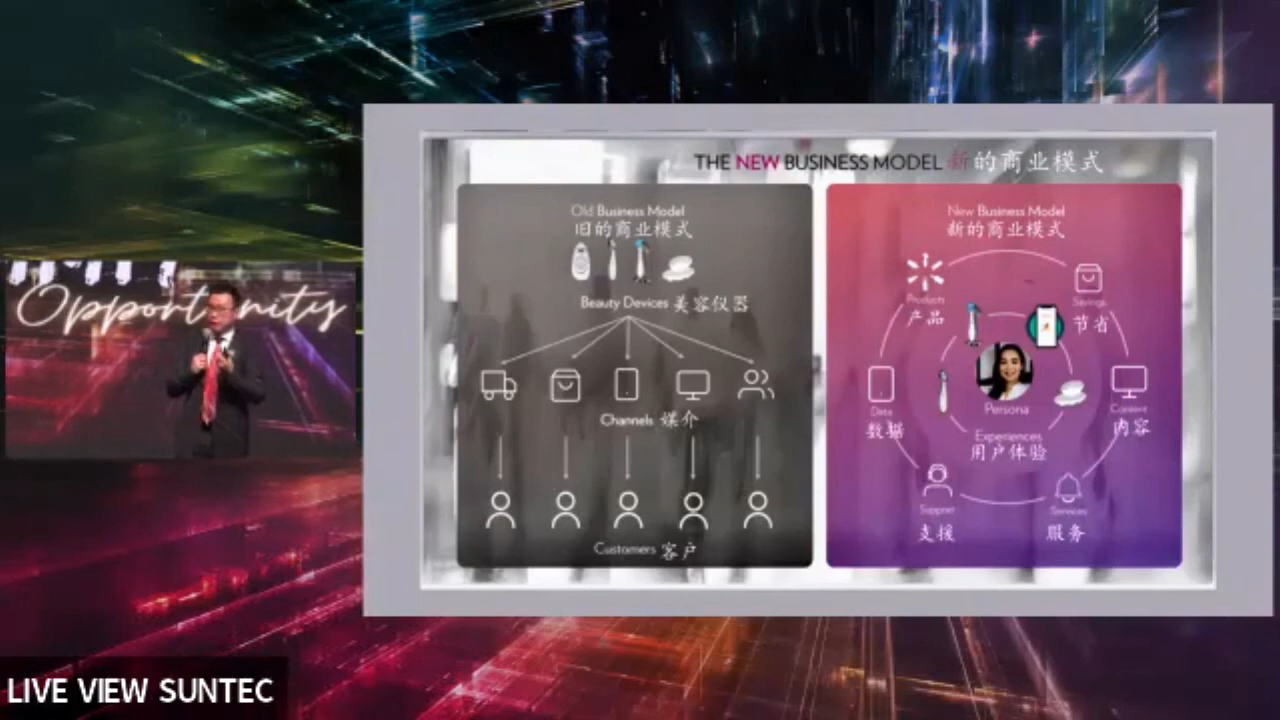 THE NEW BUSINESS MODEL 新的商业模式
Old Business Model
旧的商业模式
Beauty Devices 美容仪器
Channels 媒介
Customers 客户
New Business Model
新的商业模式
Products
产品
Savings
节省
Data
数据
Persona
Content
内容
Experiences
用户体验
Support
支援
Services
服务
Opportunity
LIVE VIEW SUNTEC